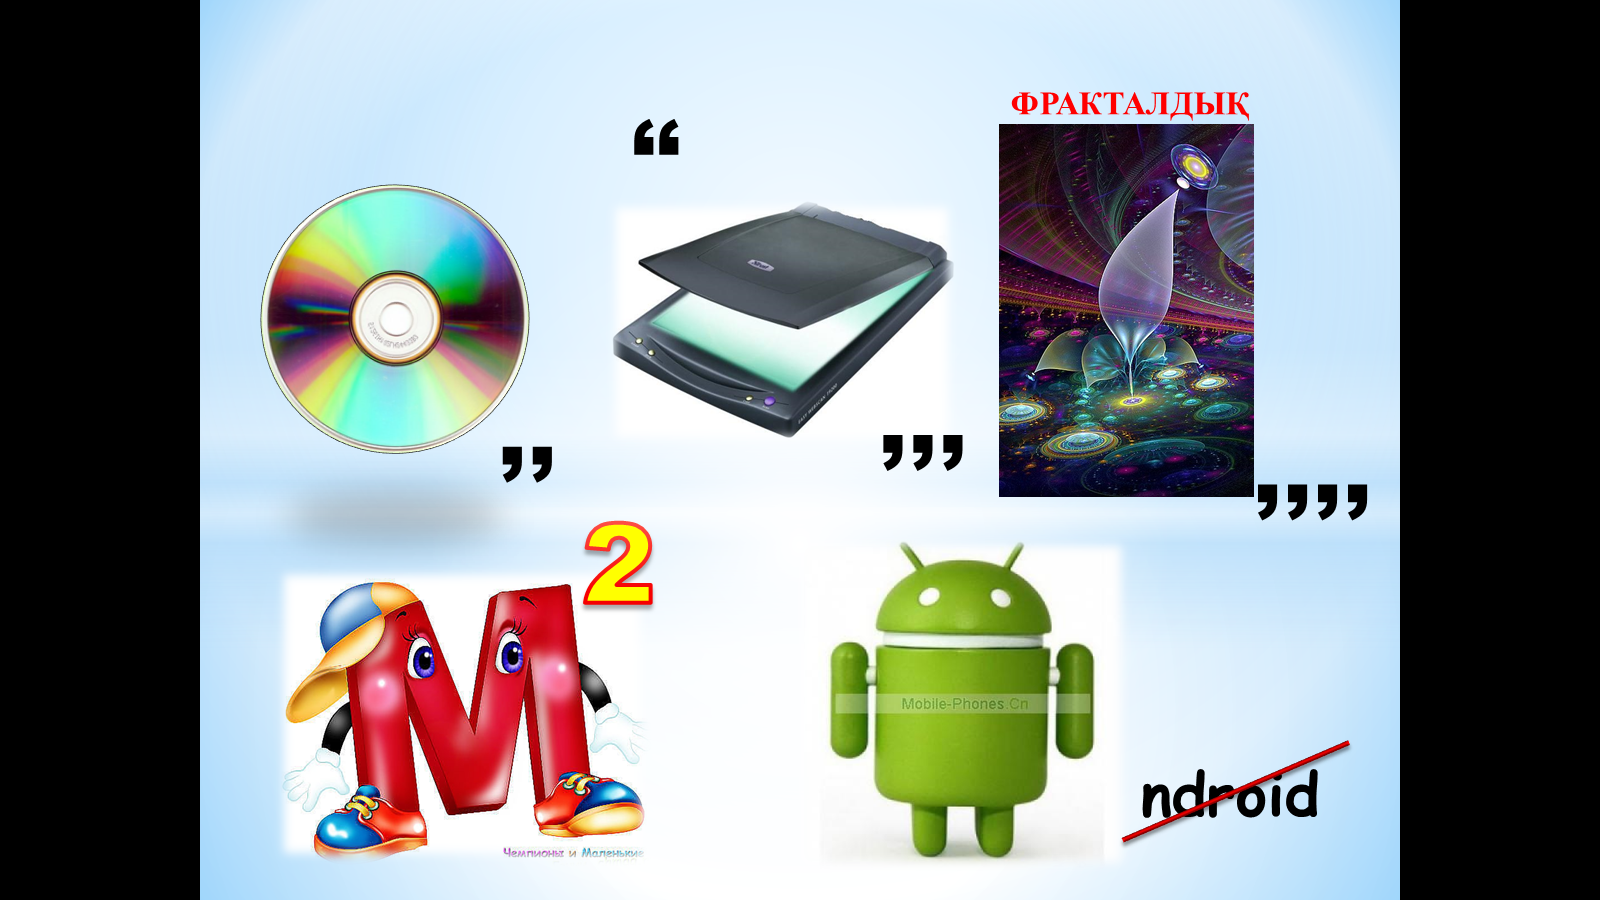 ФРАКТАЛДЫҚ
“
”
,,,
,,,,
2
М
Mobile-Phones.Cn
ndroid
Чемпионы и Маленькие